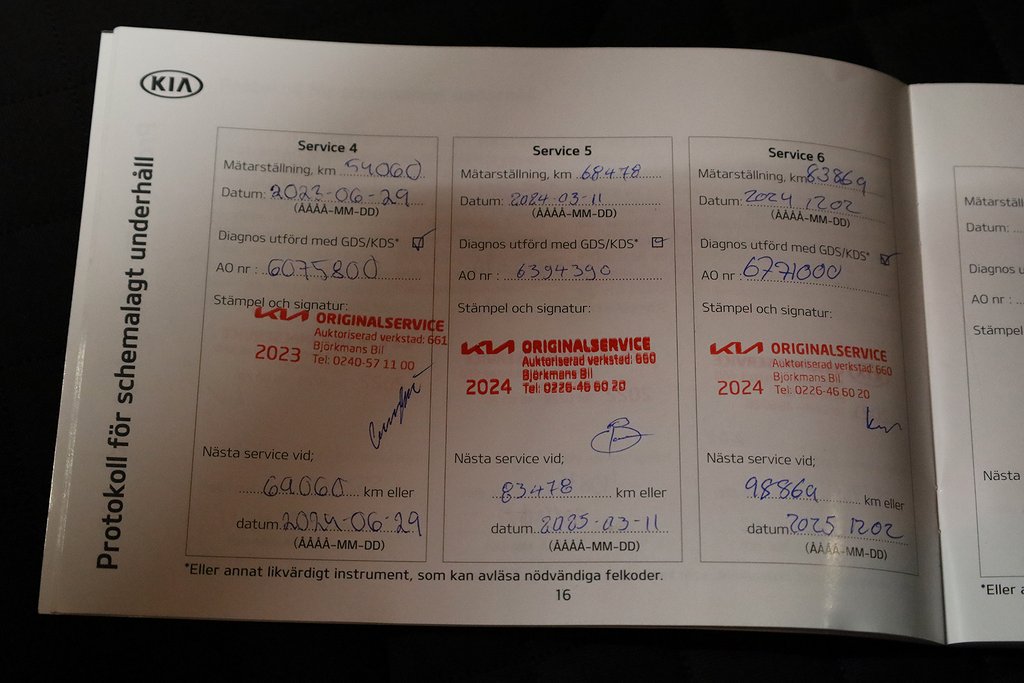 KIA
Protokoll för schemalagt underhåll
Service 4
Mätarställning, km 54060
Datum: 2023-06-29
(ÅÅÅÅ-MM-DD)
Diagnos utförd med GDS/KDS*
AO nr : 6075800
Stämpel och signatur:
KIA ORIGINALSERVICE
Auktoriserad verkstad: 661
Björkmans Bil
2023 Tel: 0240-57 11 00
Nästa service vid;
69060 km eller
datum 2024-06-29
(ÅÅÅÅ-MM-DD)
Service 5
Mätarställning, km 68478
Datum: 2024-03-11
(ÅÅÅÅ-MM-DD)
Diagnos utförd med GDS/KDS*
AO nr : 6394390
Stämpel och signatur:
KIA ORIGINALSERVICE
Auktoriserad verkstad: 660
Björkmans Bil
2024 Tel: 0226-46 60 20
Nästa service vid;
83478 km eller
datum 2025-03-11
(ÅÅÅÅ-MM-DD)
Service 6
Mätarställning, km 83869
Datum: 2024 12 02
(ÅÅÅÅ-MM-DD)
Diagnos utförd med GDS/KDS*
AO nr : 6771000
Stämpel och signatur:
KIA ORIGINALSERVICE
Auktoriserad verkstad: 660
Björkmans Bil
2024 Tel: 0226-46 60 20
Nästa service vid;
98869 km eller
datum 2025 12 02
(ÅÅÅÅ-MM-DD)
*Eller annat likvärdigt instrument, som kan avläsa nödvändiga felkoder.
16
Datum:
Diagnos u
AO nr :
Stämpel
Nästa
*Eller